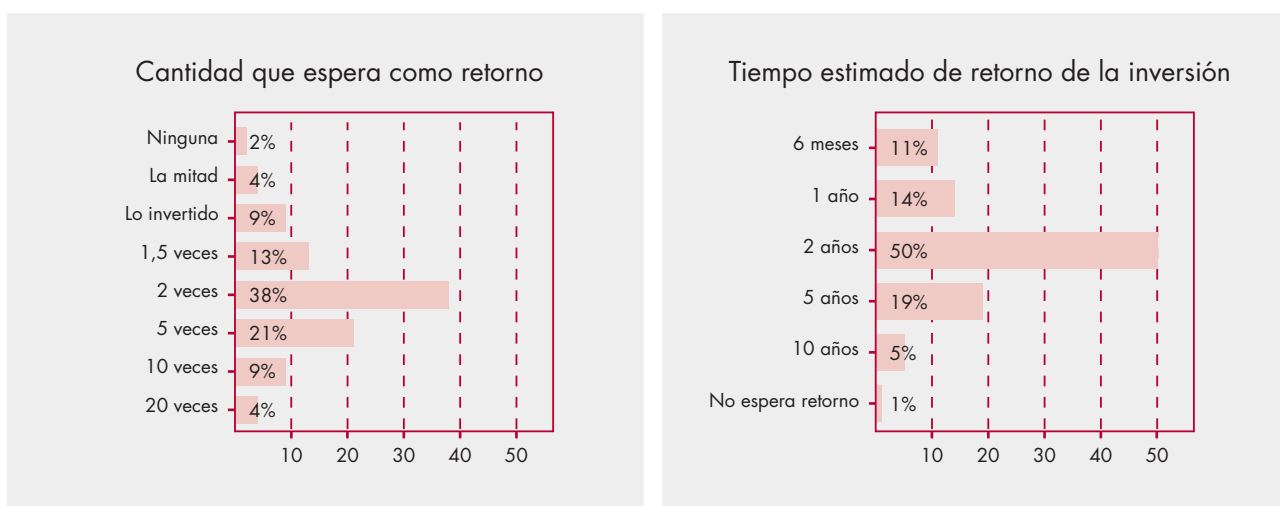 Cantidad que espera como retorno
Ninguna 2%
La mitad 4%
Lo invertido 9%
1,5 veces 13%
2 veces 38%
5 veces 21%
10 veces 9%
20 veces 4%
10 20 30 40 50
Tiempo estimado de retorno de la inversión
6 meses 11%
1 año 14%
2 años 50%
5 años 19%
10 años 5%
No espera retorno 1%
10 20 30 40 50